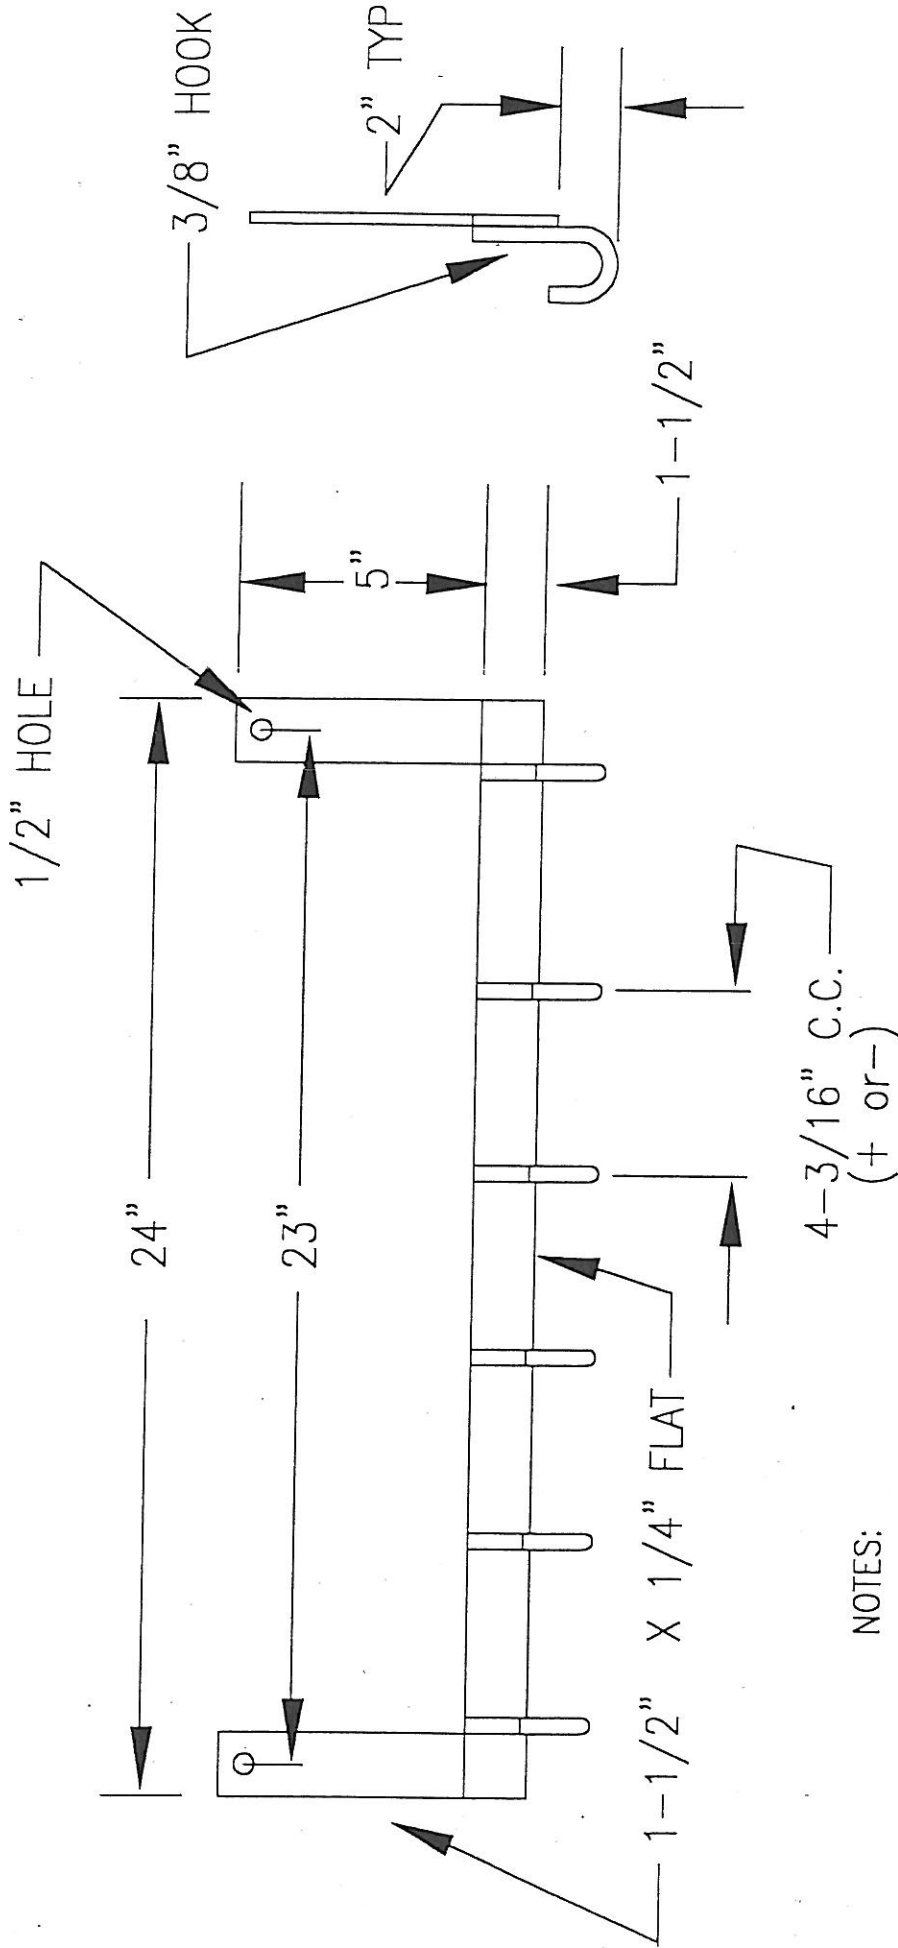 1/2" HOLE
3/8" HOOK
24"
23"
5"
2" TYP
1-1/2"
1-1/2" X 1/4" FLAT
4-3/16" C.C.
(+ or-)
NOTES: